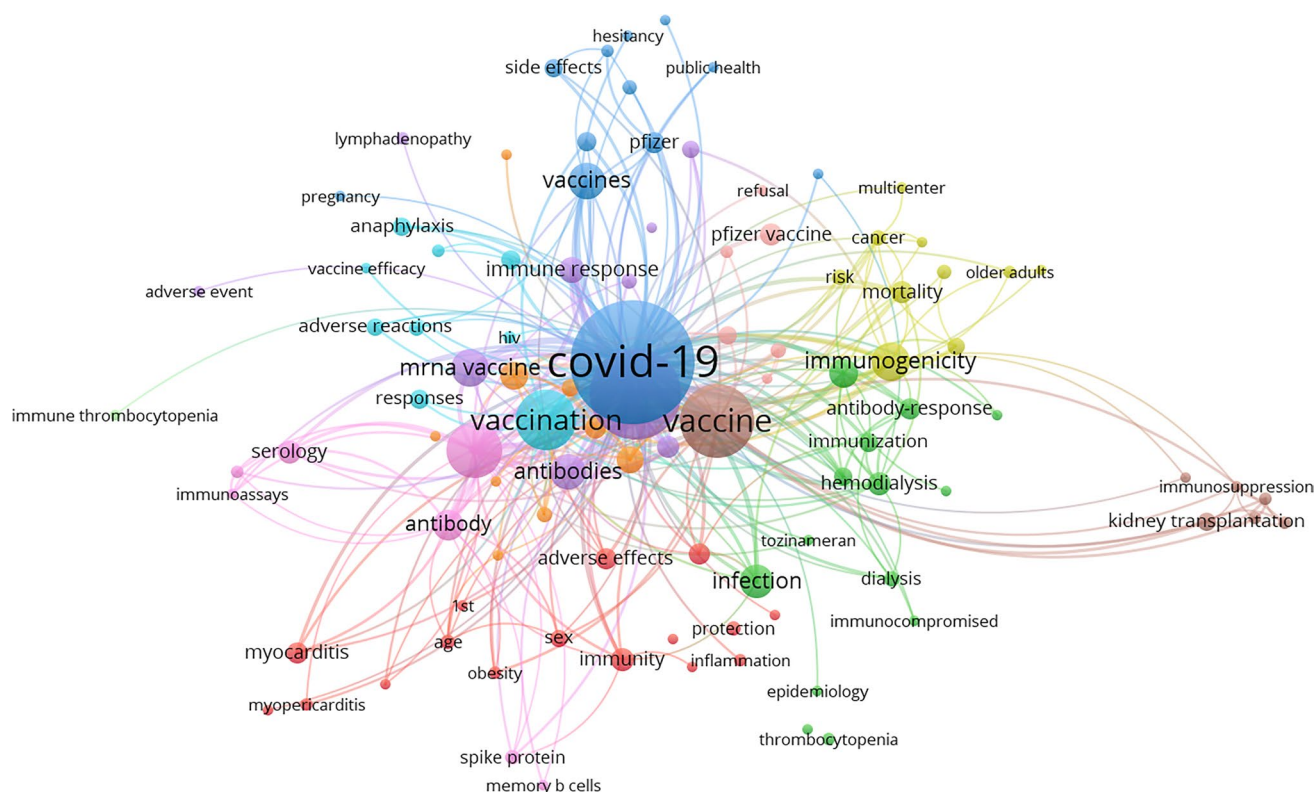 hesitancy
side effects
public health
lymphadenopathy
pfizer
vaccines
pregnancy
refusal
multicenter
anaphylaxis
pfizer vaccine
cancer
vaccine efficacy
immune response
risk
older adults
adverse event
mortality
adverse reactions
hiv
mrna vaccine
covid-19
immunogenicity
responses
antibody-response
immune thrombocytopenia
vaccination
vaccine
immunization
serology
antibodies
hemodialysis
immunosuppression
immunoassays
antibody
kidney transplantation
tozinameran
adverse effects
infection
dialysis
1st
immunocompromised
protection
age
sex
myocarditis
immunity
inflammation
obesity
epidemiology
myopericarditis
thrombocytopenia
spike protein
memory b cells